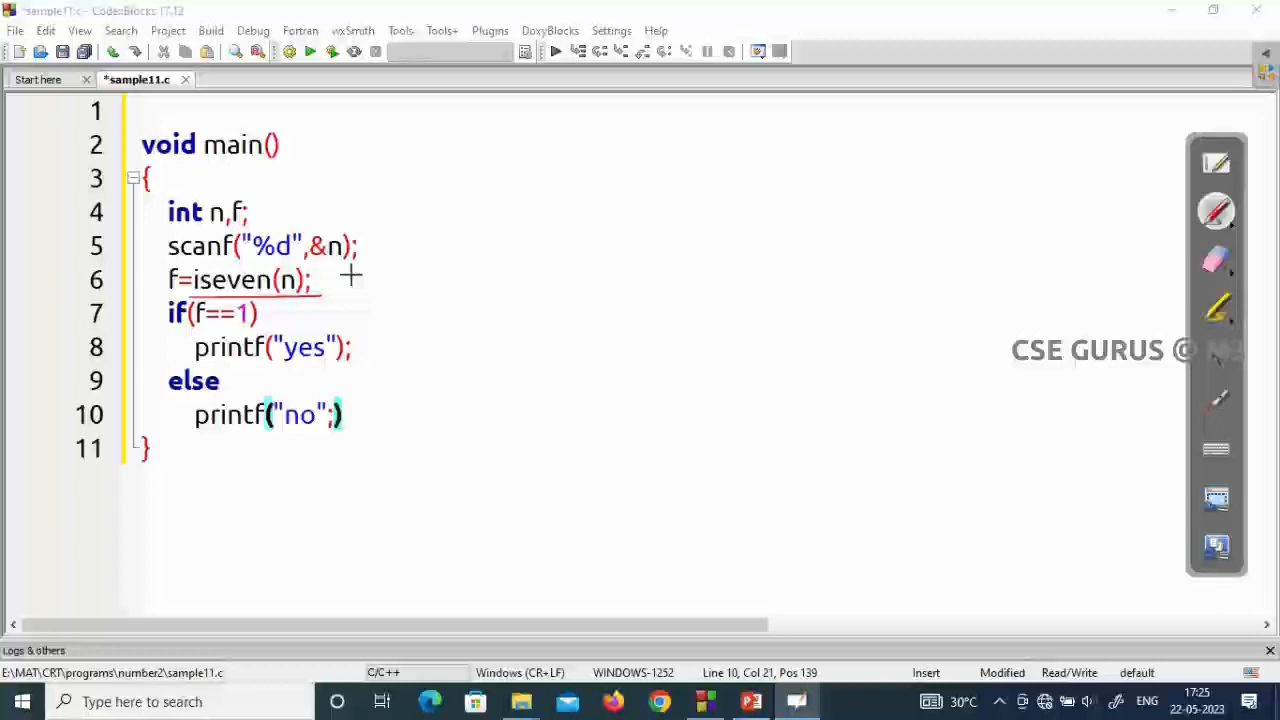 *sample11.c - Code::Blocks 17.12
File Edit View Search Project Build Debug Fortran wxSmith Tools Tools+ Plugins DoxyBlocks Settings Help
Start here *sample11.c
1
2 void main()
3 {
4 int n,f;
5 scanf("%d",&n);
6 f=iseven(n);
7 if(f==1)
8 printf("yes");
CSE GURUS @
9 else
10 printf("no";)
11 }
Logs & others
E:\MAT\CRT\programs\number2\sample11.c C/C++ Windows (CR+LF) WINDOWS-1252 Line 10, Col 21, Pos 139 Insert Modified Read/Write default
Type here to search 30°C ENG 17:25
22-05-2023